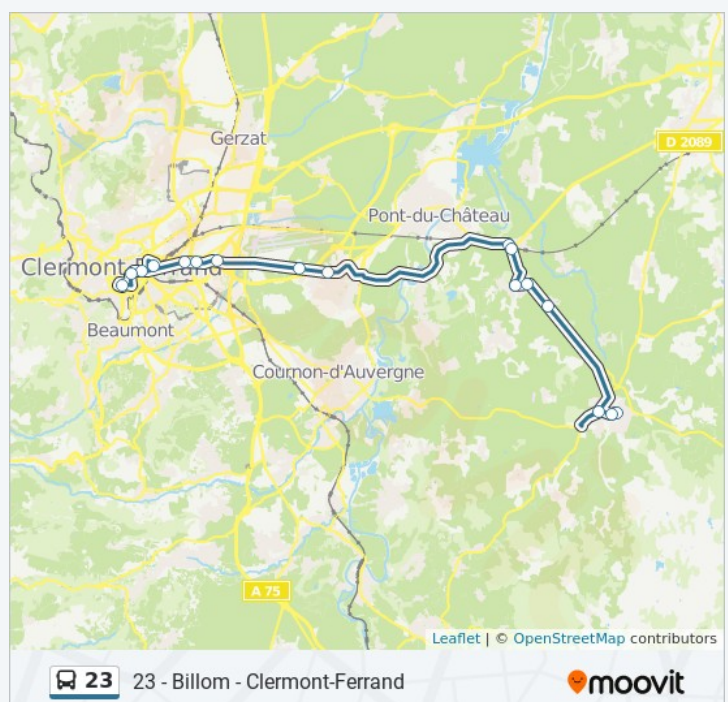 Gerzat
D 2089
Pont-du-Château
Clermont-Ferrand
Beaumont
Cournon-d'Auvergne
A 75
Leaflet | © OpenStreetMap contributors
23 23 - Billom - Clermont-Ferrand
moovit